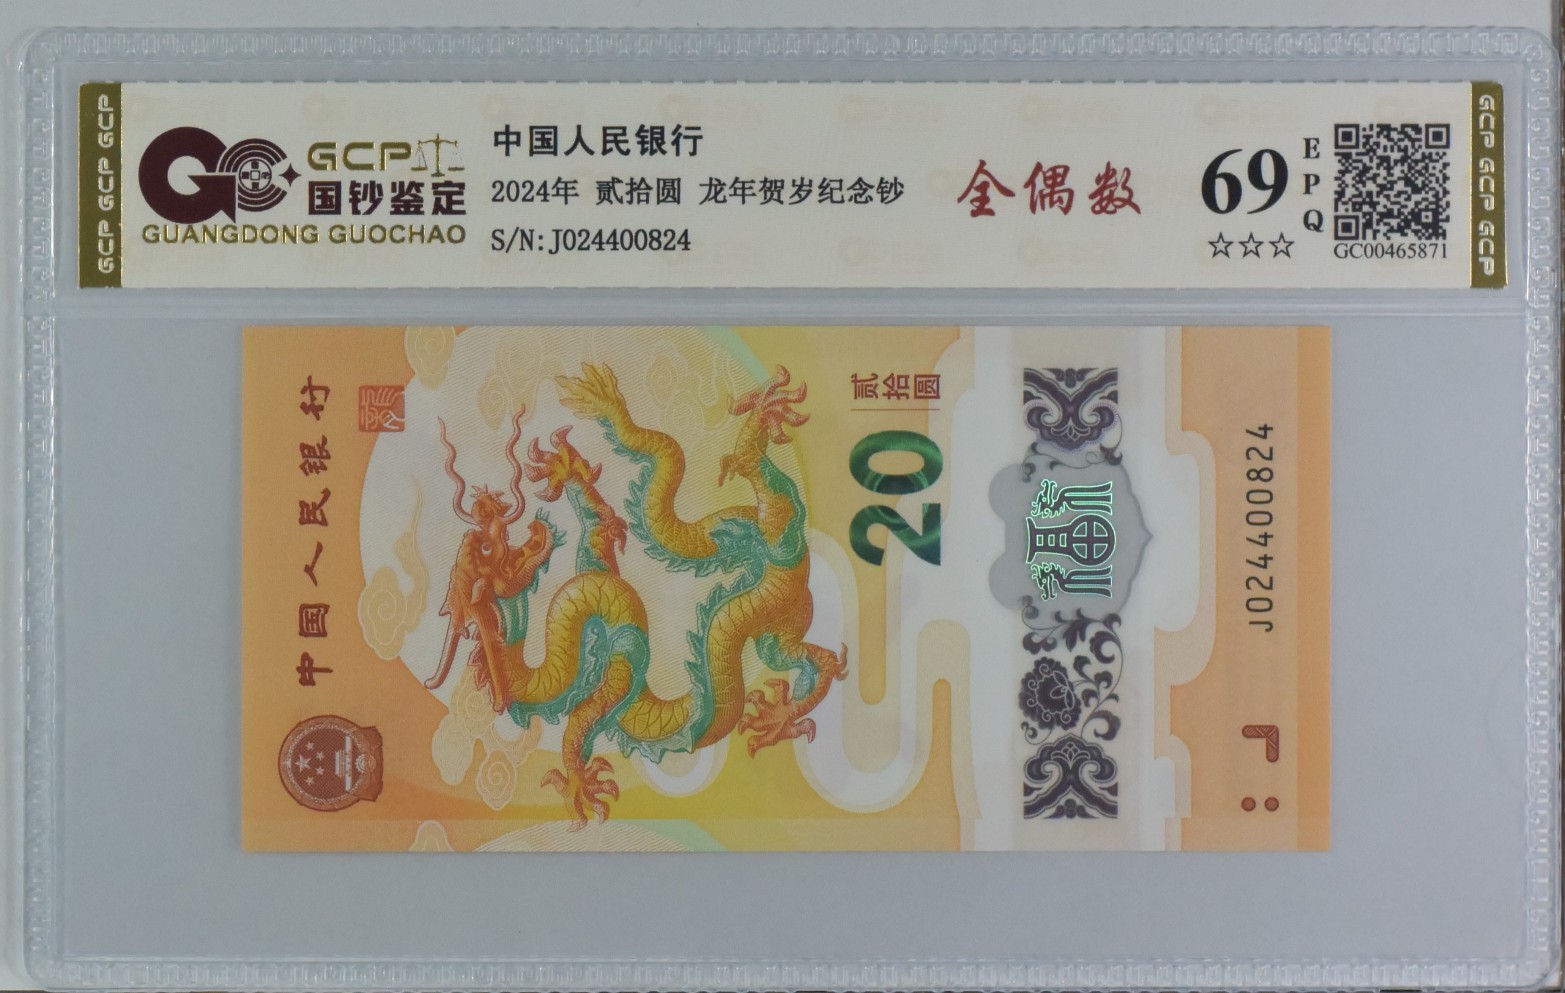 GCP GCP GCP
GCP
国钞鉴定
GUANGDONG GUOCHAO
中国人民银行
2024年 贰拾圆 龙年贺岁纪念钞
S/N:J024400824
全偶数
69
EPQ
☆☆☆
GC00465871
GCP GCP GCP
中国人民银行
贰拾圆
20
J024400824